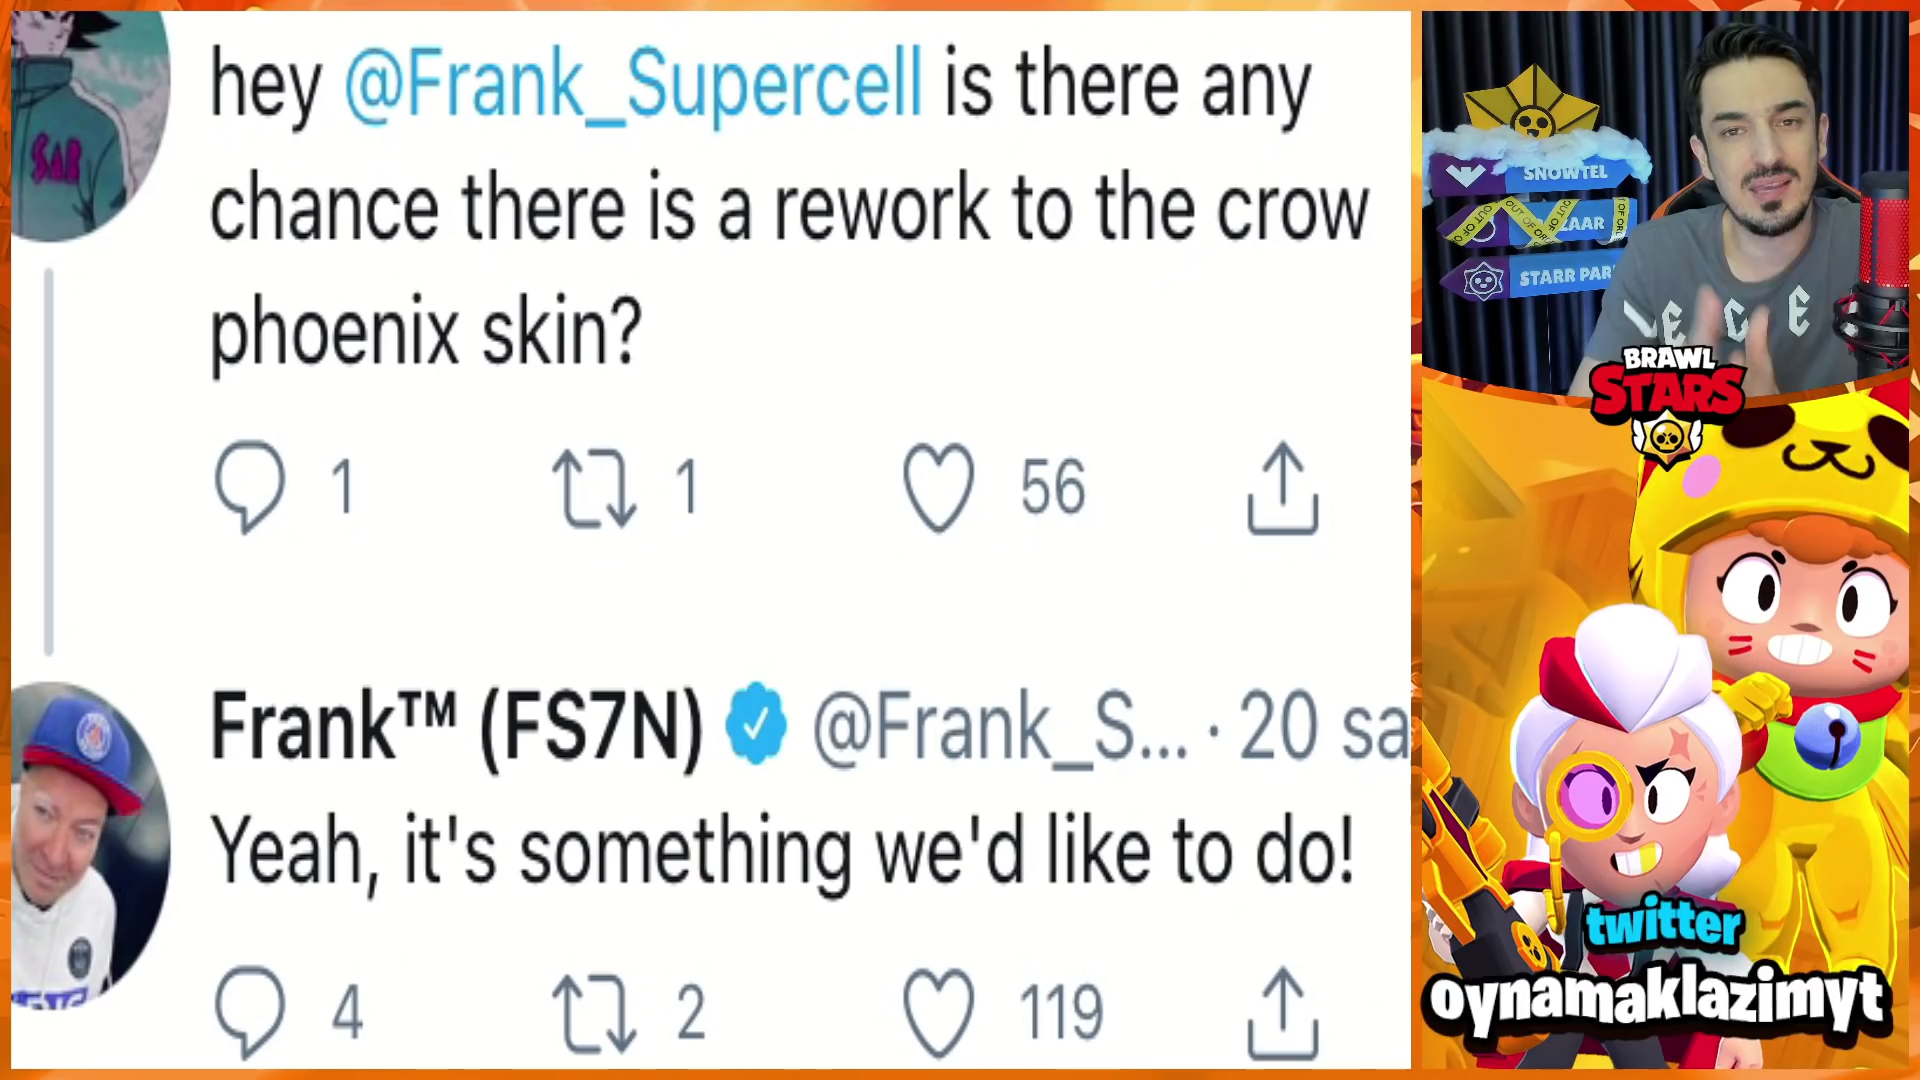 hey @Frank_Supercell is there any
chance there is a rework to the crow
phoenix skin?
1 1 56
Frank™ (FS7N) @Frank_S... · 20 sa
Yeah, it's something we'd like to do!
4 2 119
SAB
SNOWTEL
ZAAR
STARR PAR
BRAWL
STARS
twitter
oynamaklazimyt